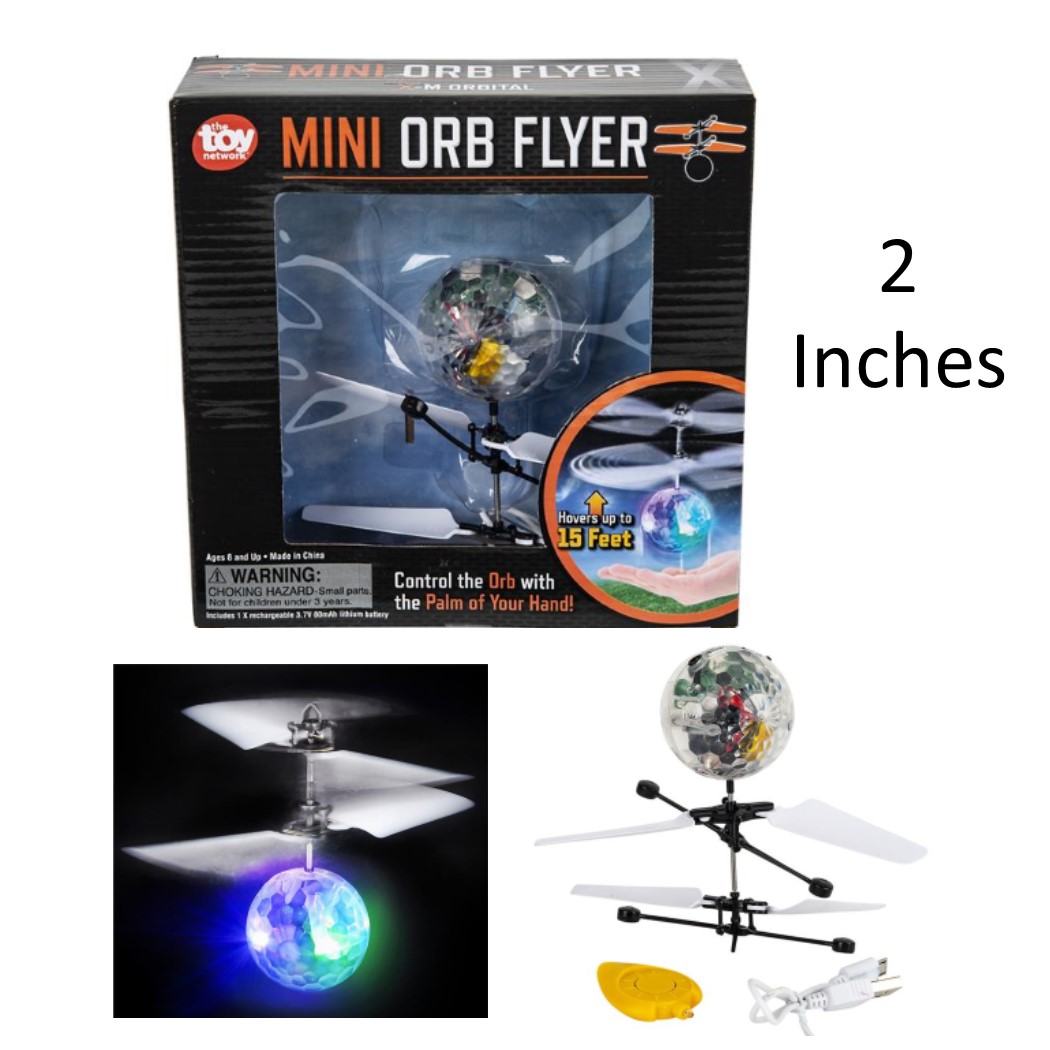 MINI ORB FLYER X
X-M ORBITAL
the
toy
network
MINI ORB FLYER
2
Inches
Hovers up to
15 Feet
Ages 8 and Up • Made in China
WARNING:
CHOKING HAZARD-Small parts.
Not for children under 3 years.
Includes 1 X rechargeable 3.7V 60mAh lithium battery
Control the Orb with
the Palm of Your Hand!